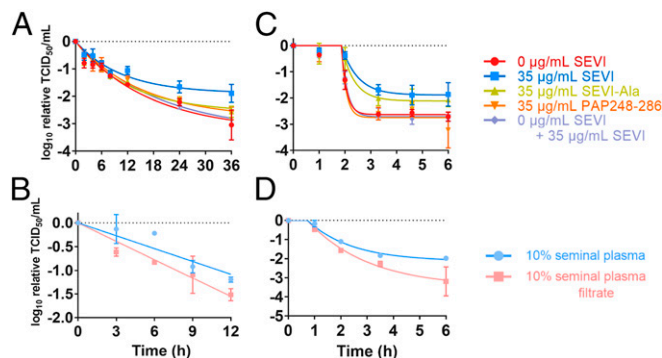 A
log10 relative TCID50/mL
0
-1
-2
-3
-4
0 6 12 18 24 30 36
C
0
-1
-2
-3
-4
0 1 2 3 4 5 6
0 µg/mL SEVI
35 µg/mL SEVI
35 µg/mL SEVI-Ala
35 µg/mL PAP248-286
0 µg/mL SEVI
+ 35 µg/mL SEVI
B
log10 relative TCID50/mL
0.0
-0.5
-1.0
-1.5
-2.0
0 3 6 9 12
Time (h)
D
0
-1
-2
-3
-4
-5
0 1 2 3 4 5 6
Time (h)
10% seminal plasma
10% seminal plasma
filtrate